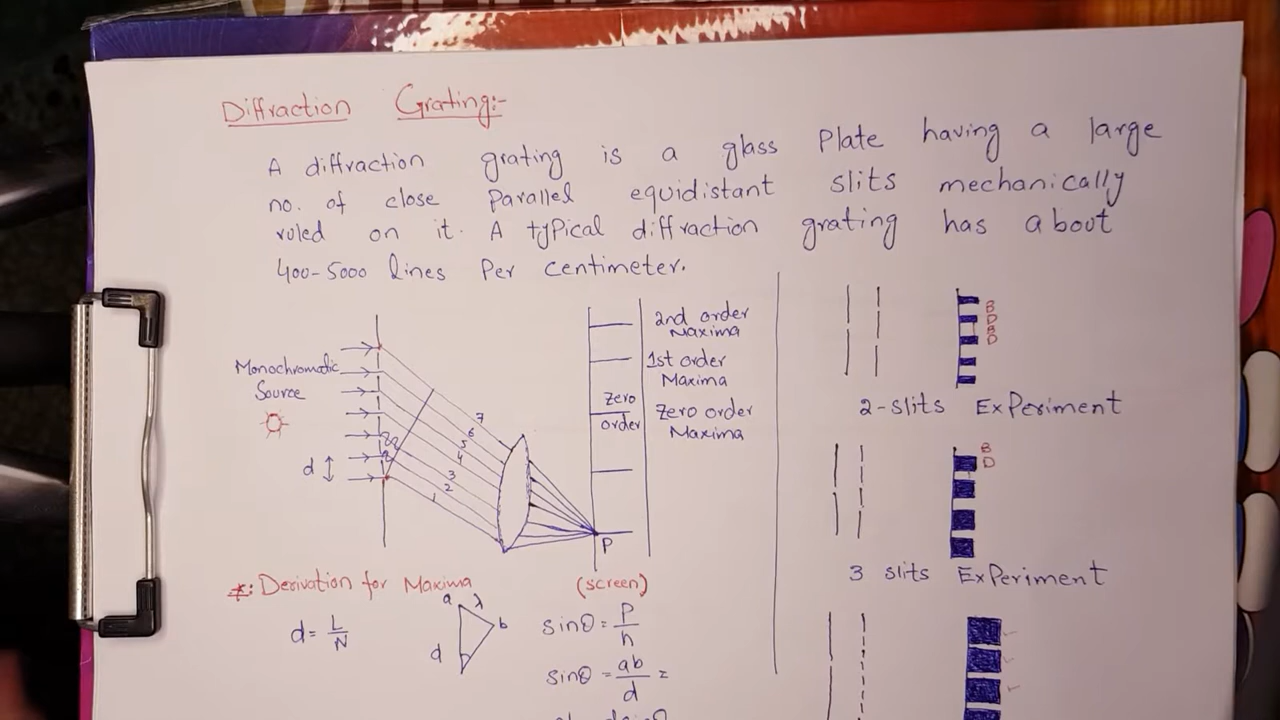 Diffraction Grating:-
A diffraction grating is a glass Plate having a large
no. of close Parallel equidistant slits mechanically
ruled on it. A typical diffraction grating has about
400-5000 lines Per centimeter.
Monochromatic
Source
d
7
6
5
4
3
2
1
P
(screen)
zero
order
2nd order
Maxima
1st order
Maxima
Zero order
Maxima
B
D
B
D
2-slits Experiment
B
D
3 slits Experiment
*: Derivation for Maxima
d= L/N
a
λ
b
d
sinθ = P/h
sinθ = ab/d =